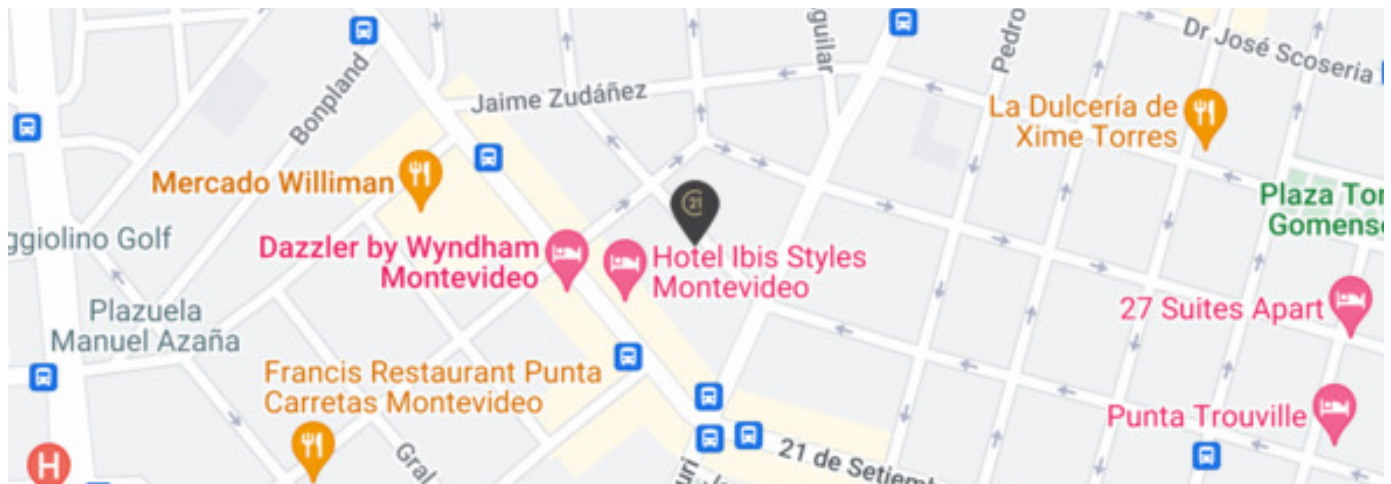 Dr José Scoseria
Pedro
Bonpland
Jaime Zudáñez
La Dulcería de
Xime Torres
Mercado Williman
21
Plaza
Gomens
Golf
Dazzler by Wyndham
Montevideo
Hotel Ibis Styles
Montevideo
Plazuela
Manuel Azaña
27 Suites Apart
Francis Restaurant Punta
Carretas Montevideo
Punta Trouville
H
Gral
21 de Setiem